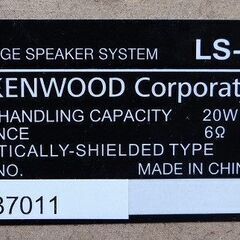 GE SPEAKER SYSTEM LS-
KENWOOD Corporat
HANDLING CAPACITY 20W
NCE 6Ω
TICALLY-SHIELDED TYPE
NO. MADE IN CHIN
37011